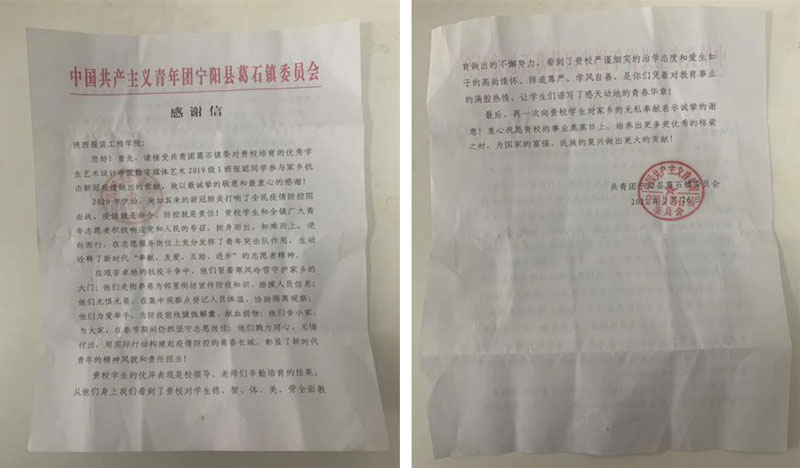 中国共产主义青年团宁阳县葛石镇委员会
感谢信
陕西服装工程学院：
您好！首先，请接受共青团葛石镇委对贵校培育的优秀学
生艺术设计学院数字媒体艺术2019级1班张聪同学参与家乡抗
击新冠疫情做出的贡献，致以最诚挚的敬意和最衷心的感谢！
2020年伊始，突如其来的新冠肺炎打响了全民疫情防控阻
击战，疫情就是命令，防控就是责任！贵校学生和全镇广大青
年志愿者积极响应党和人民的号召，挺身而出，知难而上，逆
向而行，在志愿服务岗位上充分发挥了青年突击队作用，生动
诠释了新时代“奉献、友爱、互助、进步”的志愿者精神。
在艰苦卓绝的抗疫斗争中，他们冒着寒风冷雪守护家乡的
大门；他们走街串巷为邻里街坊宣传防疫知识、排摸人员信息；
他们无惧无畏，在集中观察点登记人员体温、协助隔离观察；
他们为爱举手，为防疫前线慷慨解囊、献血捐物；他们舍小家、
为大家，在春节期间仍然坚守志愿岗位；他们勠力同心，无悔
付出，用实际行动构建起疫情防控的青春长城，彰显了新时代
青年的精神风貌和责任担当！
贵校学生的优异表现是校领导、老师们辛勤培育的结果，
从他们身上我们看到了贵校对学生德、智、体、美、劳全面教
育做出的不懈努力，看到了贵校严谨细实的治学态度和爱生如
子的高尚情怀。师道尊严，学风自善，是你们凭着对教育事业
的满腔热情，让学生们谱写了感天动地的青春华章！
最后，再一次向贵校学生对家乡的无私奉献表示诚挚的谢
意！衷心祝愿贵校的事业蒸蒸日上，培养出更多更优秀的栋梁
之材，为国家的富强、民族的复兴做出更大的贡献！
共青团宁阳县葛石镇委员会